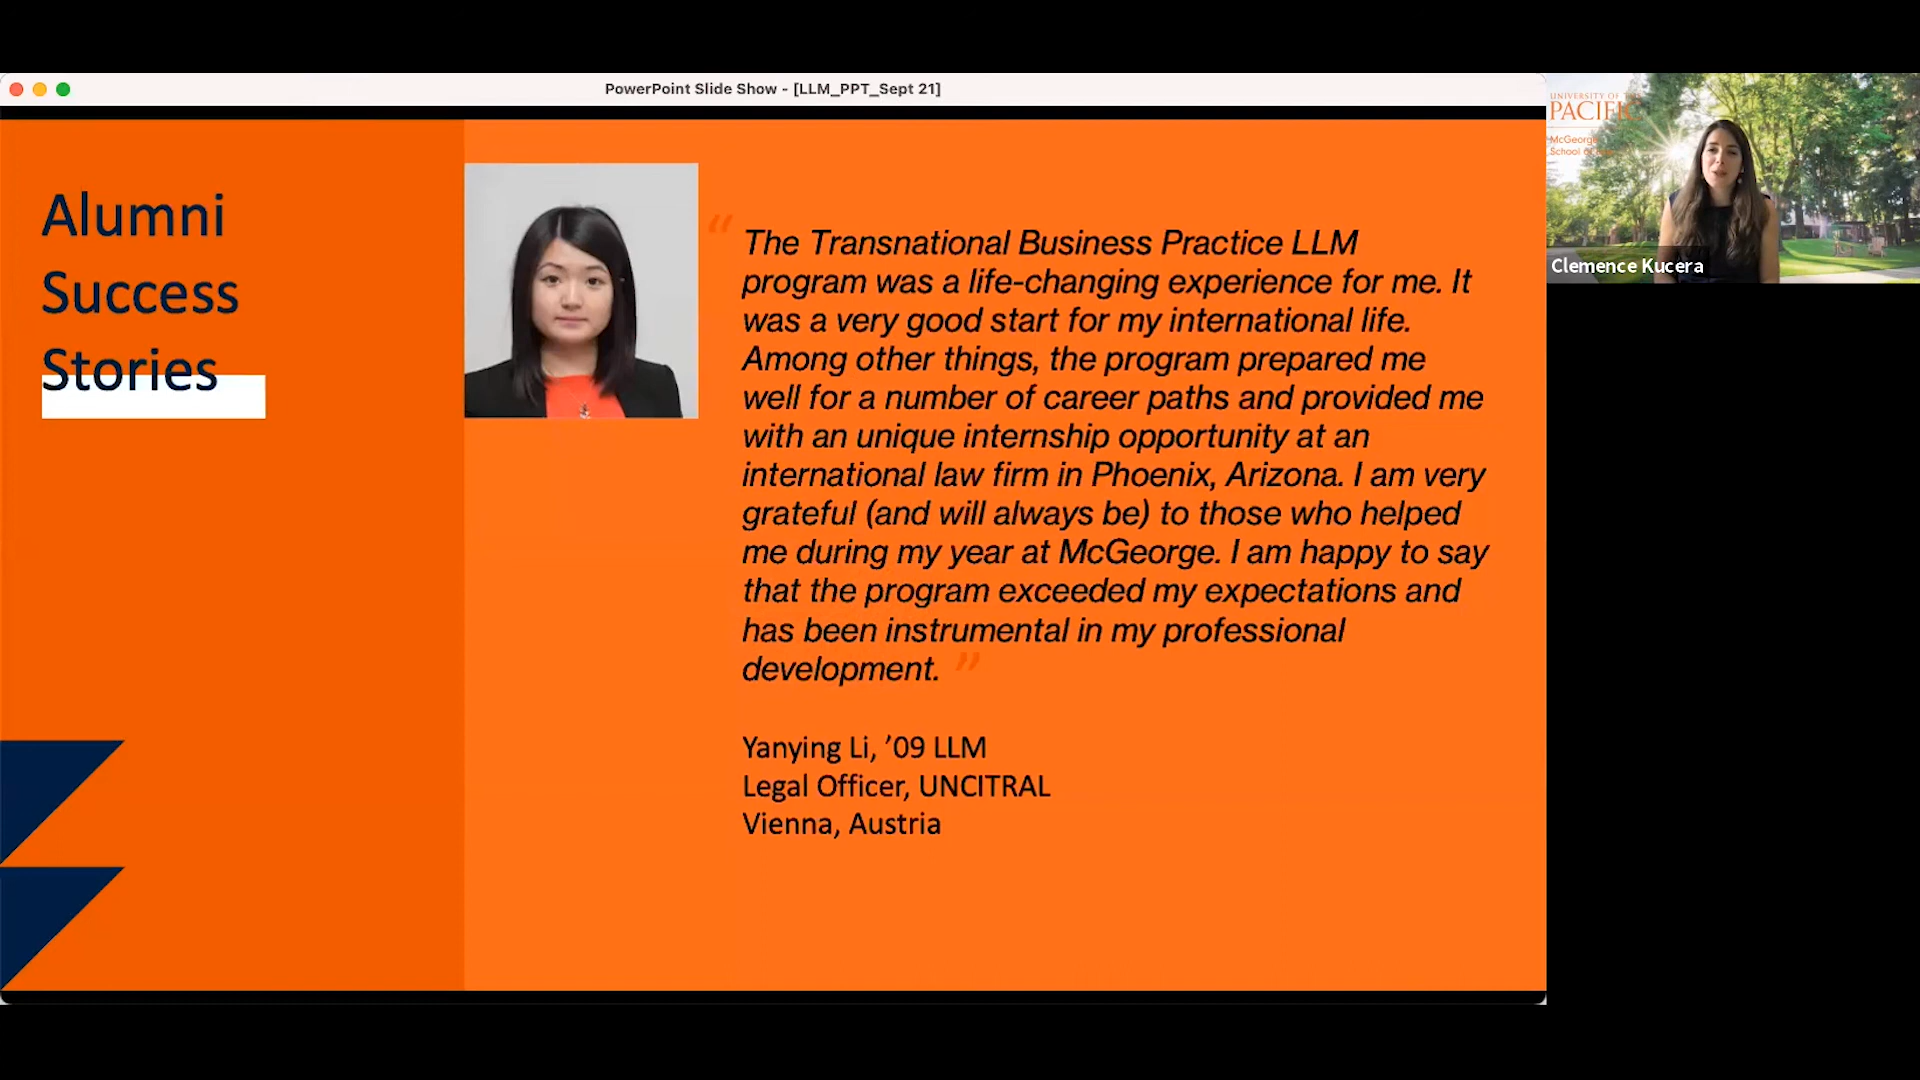 PowerPoint Slide Show - [LLM_PPT_Sept 21]
Alumni
Success
Stories
“ The Transnational Business Practice LLM
program was a life-changing experience for me. It
was a very good start for my international life.
Among other things, the program prepared me
well for a number of career paths and provided me
with an unique internship opportunity at an
international law firm in Phoenix, Arizona. I am very
grateful (and will always be) to those who helped
me during my year at McGeorge. I am happy to say
that the program exceeded my expectations and
has been instrumental in my professional
development. ”
Yanying Li, ’09 LLM
Legal Officer, UNCITRAL
Vienna, Austria
UNIVERSITY OF
PACIFIC
McGeorge
School
Clemence Kucera